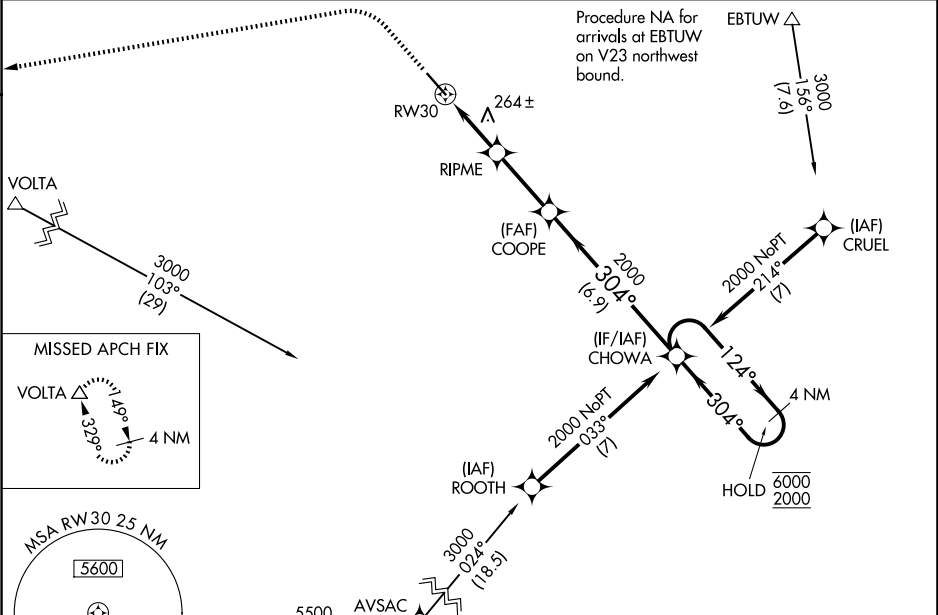 Procedure NA for
arrivals at EBTUW
on V23 northwest
bound.
EBTUW
3000
156°
(7.6)
RW30
264±
RIPME
VOLTA
3000
103°
(29)
(FAF)
COOPE
2000
304°
(6.9)
(IAF)
CRUEL
2000 NoPT
214°
(7)
(IF/IAF)
CHOWA
124°
304°
4 NM
HOLD
6000
2000
MISSED APCH FIX
VOLTA
149°
329°
4 NM
2000 NoPT
033°
(7)
(IAF)
ROOTH
3000
024°
(18.5)
MSA RW30 25 NM
5600
5500
AVSAC